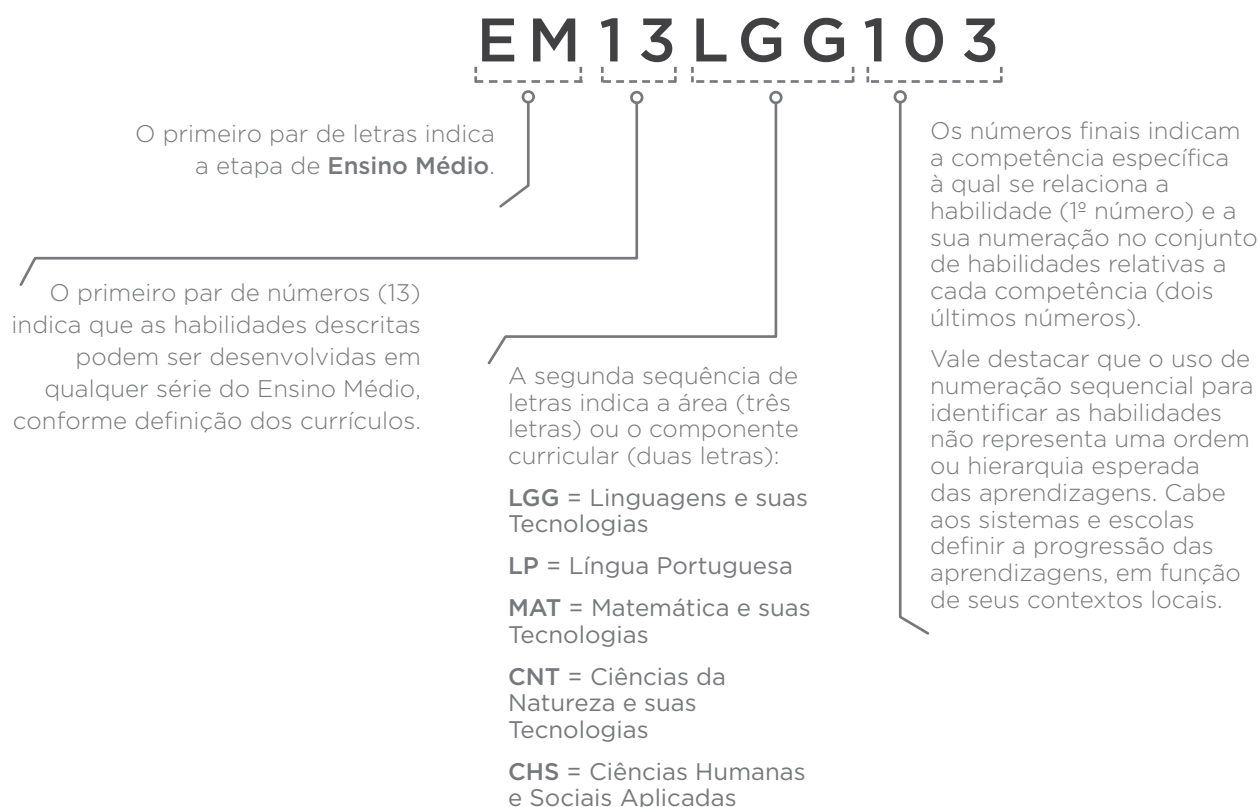 EM13LGG103
O primeiro par de letras indica
a etapa de Ensino Médio.
O primeiro par de números (13)
indica que as habilidades descritas
podem ser desenvolvidas em
qualquer série do Ensino Médio,
conforme definição dos currículos.
A segunda sequência de
letras indica a área (três
letras) ou o componente
curricular (duas letras):
LGG = Linguagens e suas
Tecnologias
LP = Língua Portuguesa
MAT = Matemática e suas
Tecnologias
CNT = Ciências da
Natureza e suas
Tecnologias
CHS = Ciências Humanas
e Sociais Aplicadas
Os números finais indicam
a competência específica
à qual se relaciona a
habilidade (1º número) e a
sua numeração no conjunto
de habilidades relativas a
cada competência (dois
últimos números).
Vale destacar que o uso de
numeração sequencial para
identificar as habilidades
não representa uma ordem
ou hierarquia esperada
das aprendizagens. Cabe
aos sistemas e escolas
definir a progressão das
aprendizagens, em função
de seus contextos locais.